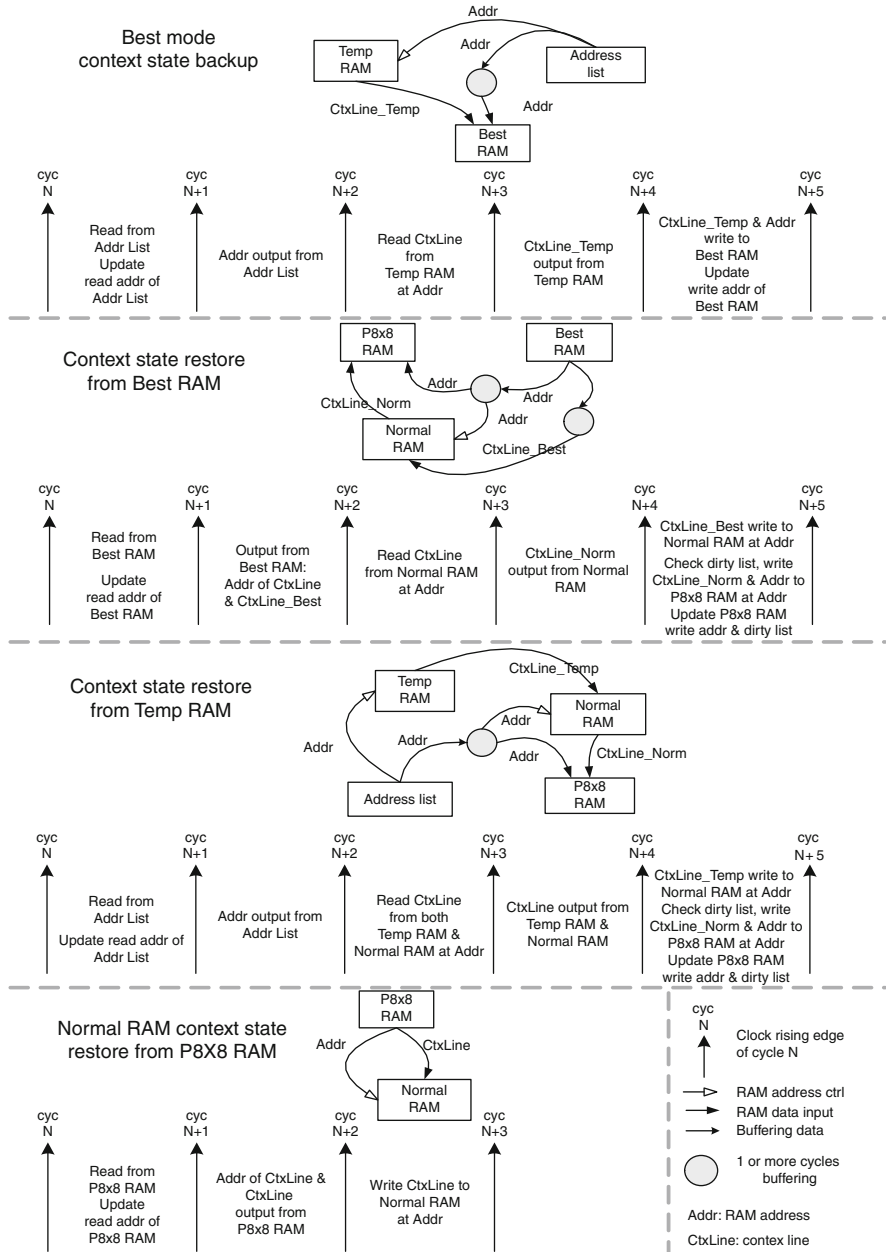 Best mode
context state backup
Addr
Temp
RAM
Addr
Address
list
CtxLine_Temp
Addr
Best
RAM
cyc
N
cyc
N+1
cyc
N+2
cyc
N+3
cyc
N+4
cyc
N+5
Read from
Addr List
Update
read addr of
Addr List
Addr output from
Addr List
Read CtxLine
from
Temp RAM
at Addr
CtxLine_Temp
output from
Temp RAM
CtxLine_Temp & Addr
write to
Best RAM
Update
write addr of
Best RAM
Context state restore
from Best RAM
P8x8
RAM
Best
RAM
Addr
Addr
CtxLine_Norm
Addr
Normal
RAM
CtxLine_Best
cyc
N
cyc
N+1
cyc
N+2
cyc
N+3
cyc
N+4
cyc
N+5
Read from
Best RAM
Update
read addr of
Best RAM
Output from
Best RAM:
Addr of CtxLine
& CtxLine_Best
Read CtxLine
from Normal RAM
at Addr
CtxLine_Norm
output from Normal
RAM
CtxLine_Best write to
Normal RAM at Addr
Check dirty list, write
CtxLine_Norm & Addr to
P8x8 RAM at Addr
Update P8x8 RAM
write addr & dirty list
Context state restore
from Temp RAM
CtxLine_Temp
Temp
RAM
Normal
RAM
Addr
Addr
Addr
Addr
CtxLine_Norm
Address list
P8x8
RAM
cyc
N
cyc
N+1
cyc
N+2
cyc
N+3
cyc
N+4
cyc
N+ 5
Read from
Addr List
Update read addr of
Addr List
Addr output from
Addr List
Read CtxLine
from both
Temp RAM &
Normal RAM at Addr
CtxLine output from
Temp RAM &
Normal RAM
CtxLine_Temp write to
Normal RAM at Addr
Check dirty list, write
CtxLine_Norm & Addr to
P8x8 RAM at Addr
Update P8x8 RAM
write addr & dirty list
Normal RAM context state
restore from P8X8 RAM
P8x8
RAM
Addr
CtxLine
Normal
RAM
cyc
N
cyc
N+1
cyc
N+2
cyc
N+3
Read from
P8x8 RAM
Update
read addr of
P8x8 RAM
Addr of CtxLine &
CtxLine
output from
P8x8 RAM
Write CtxLine to
Normal RAM
at Addr
cyc
N
Clock rising edge
of cycle N
RAM address ctrl
RAM data input
Buffering data
1 or more cycles
buffering
Addr: RAM address
CtxLine: contex line